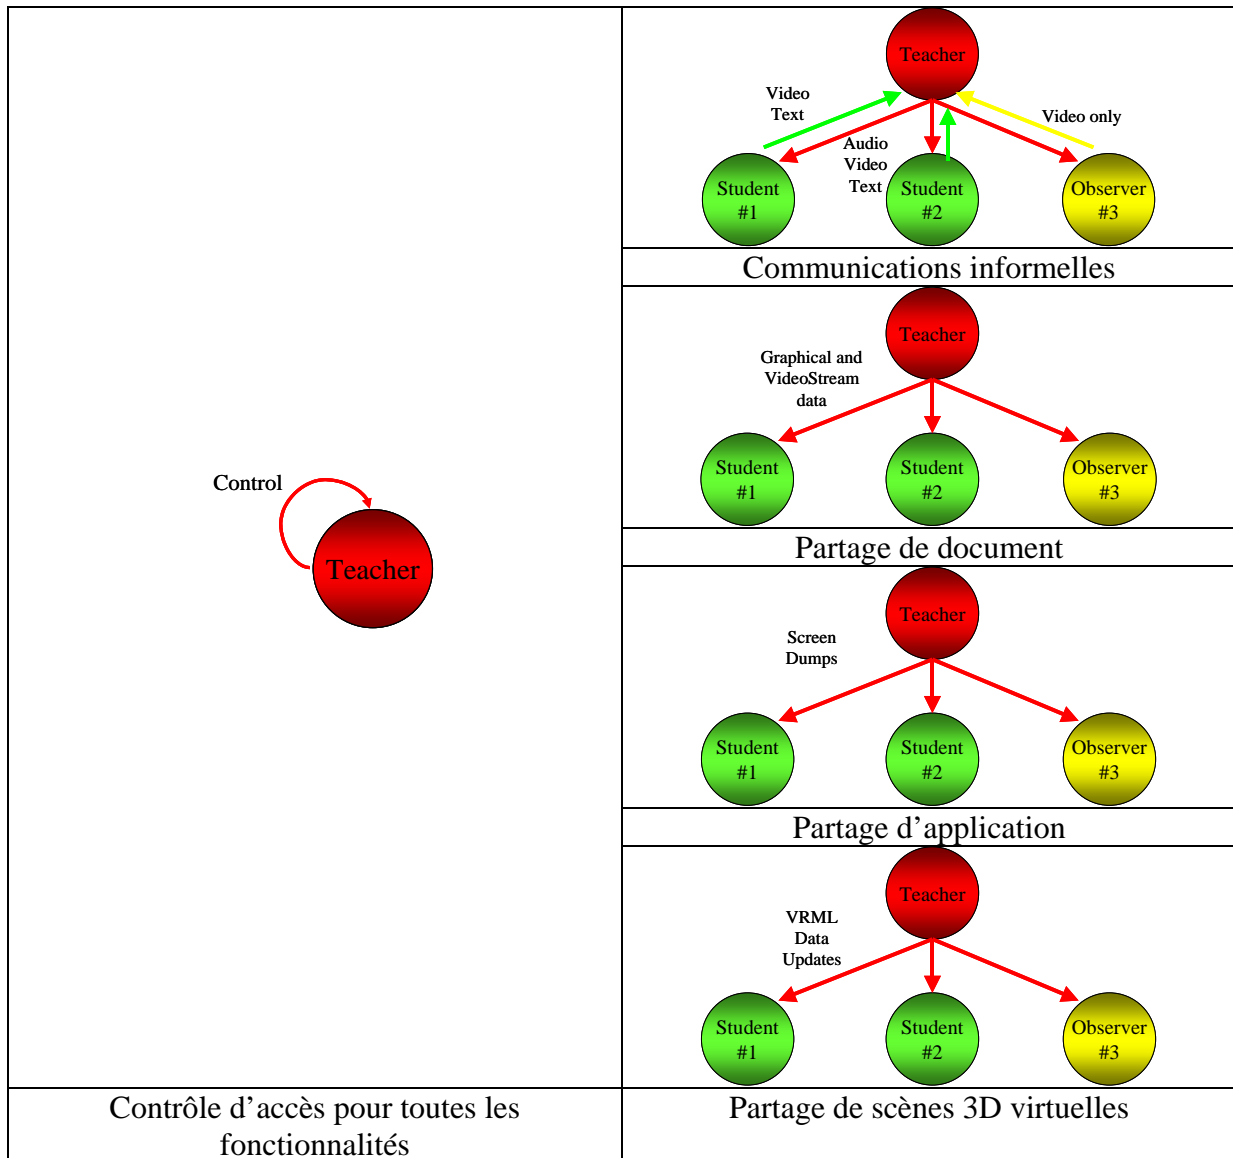 Control
Teacher
Contrôle d'accès pour toutes les
fonctionnalités
Teacher
Video
Text
Video only
Audio
Video
Text
Student
#1
Student
#2
Observer
#3
Communications informelles
Teacher
Graphical and
VideoStream
data
Student
#1
Student
#2
Observer
#3
Partage de document
Teacher
Screen
Dumps
Student
#1
Student
#2
Observer
#3
Partage d'application
Teacher
VRML
Data
Updates
Student
#1
Student
#2
Observer
#3
Partage de scènes 3D virtuelles